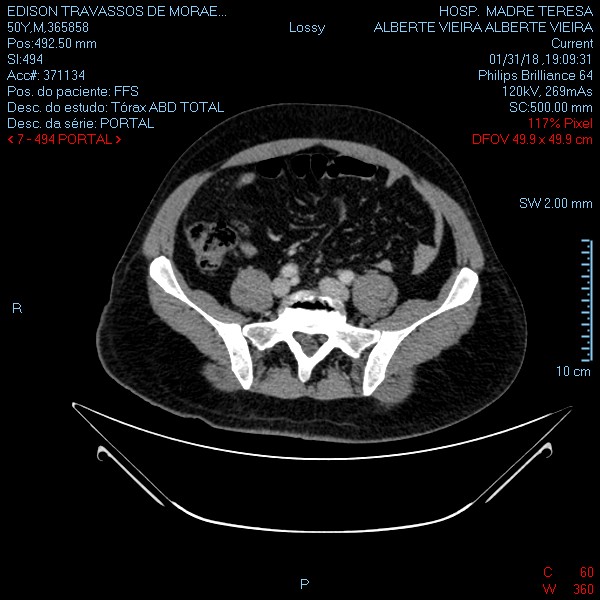 EDISON TRAVASSOS DE MORAE...
50Y,M,365858
Pos:492.50 mm
SI:494
Acc#: 371134
Pos. do paciente: FFS
Desc. do estudo: Tórax ABD TOTAL
Desc. da série: PORTAL
< 7 - 494 PORTAL >
Lossy
HOSP. MADRE TERESA
ALBERTE VIEIRA ALBERTE VIEIRA
Current
01/31/18 ,19:09:31
Philips Brilliance 64
120kV, 269mAs
SC:500.00 mm
117% Pixel
DFOV 49.9 x 49.9 cm
SW 2.00 mm
R
10 cm
P
C 60
W 360